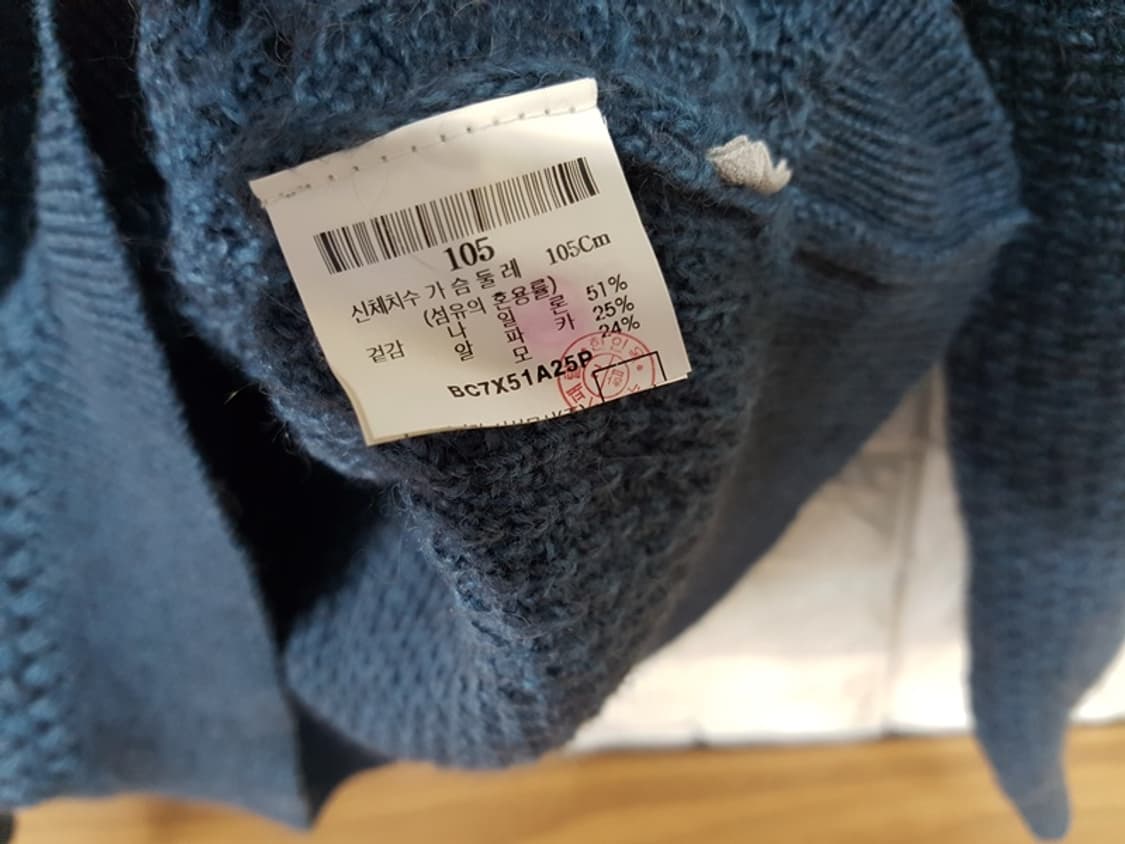 105
신체치수 가 슴 둘 레 105Cm
(섬유의 혼용률)
나 일 론 51%
겉감 알 파 카 25%
모 24%
BC7X51A25P